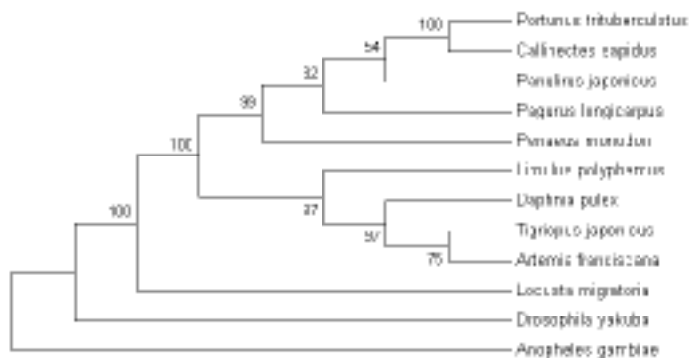 100
Portunus trituberculatus
54
Callinectes sapidus
32
Panulirus japonicus
99
Pagurus longicarpus
100
Penaeus monodon
Limulus polyphemus
100
37
Daphnia pulex
Tigriopus japonicus
75
Artemia franciscana
Locusta migratoria
Drosophila yakuba
Anopheles gambiae